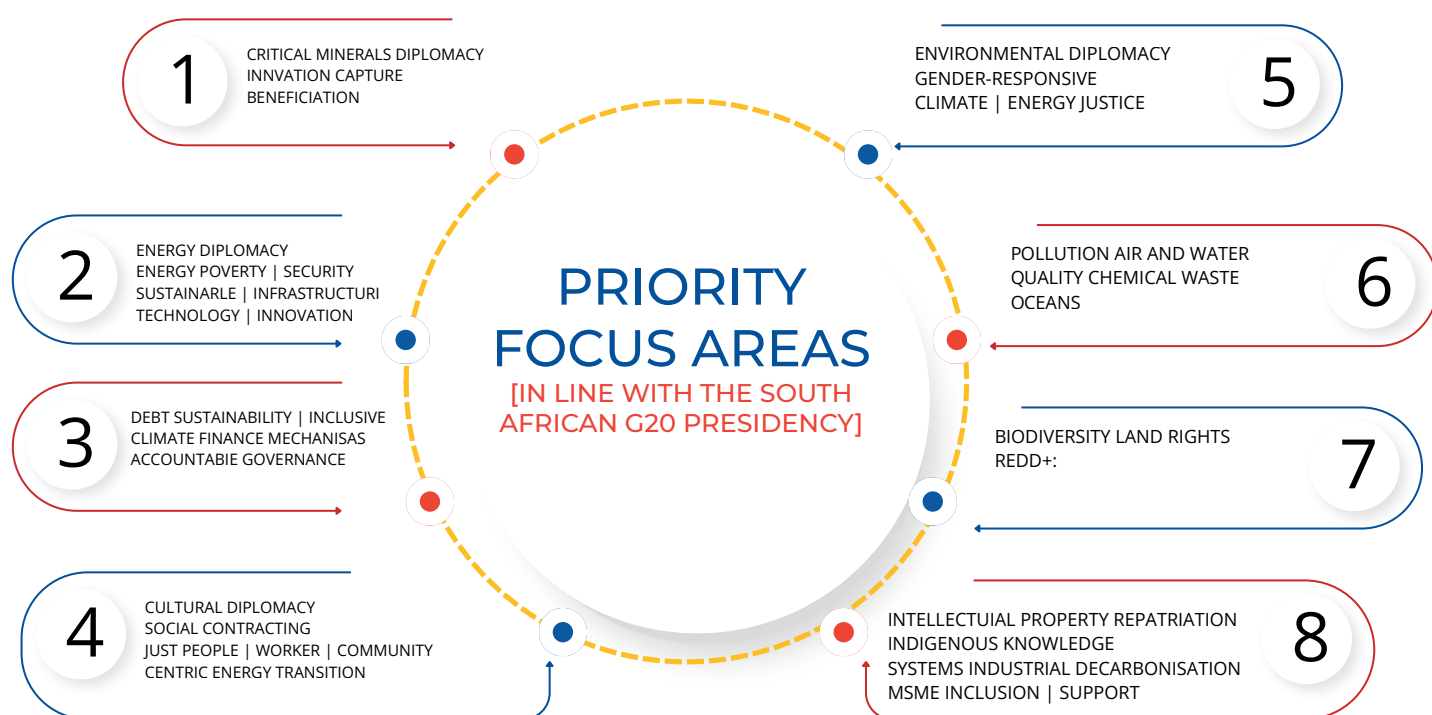 1
CRITICAL MINERALS DIPLOMACY
INNVATION CAPTURE
BENEFICIATION
2
ENERGY DIPLOMACY
ENERGY POVERTY | SECURITY
SUSTAINARLE | INFRASTRUCTURI
TECHNOLOGY | INNOVATION
3
DEBT SUSTAINABILITY | INCLUSIVE
CLIMATE FINANCE MECHANISAS
ACCOUNTABIE GOVERNANCE
4
CULTURAL DIPLOMACY
SOCIAL CONTRACTING
JUST PEOPLE | WORKER | COMMUNITY
CENTRIC ENERGY TRANSITION
PRIORITY
FOCUS AREAS
[IN LINE WITH THE SOUTH
AFRICAN G20 PRESIDENCY]
ENVIRONMENTAL DIPLOMACY
GENDER-RESPONSIVE
CLIMATE | ENERGY JUSTICE
5
POLLUTION AIR AND WATER
QUALITY CHEMICAL WASTE
OCEANS
6
BIODIVERSITY LAND RIGHTS
REDD+:
7
INTELLECTUIAL PROPERTY REPATRIATION
INDIGENOUS KNOWLEDGE
SYSTEMS INDUSTRIAL DECARBONISATION
MSME INCLUSION | SUPPORT
8